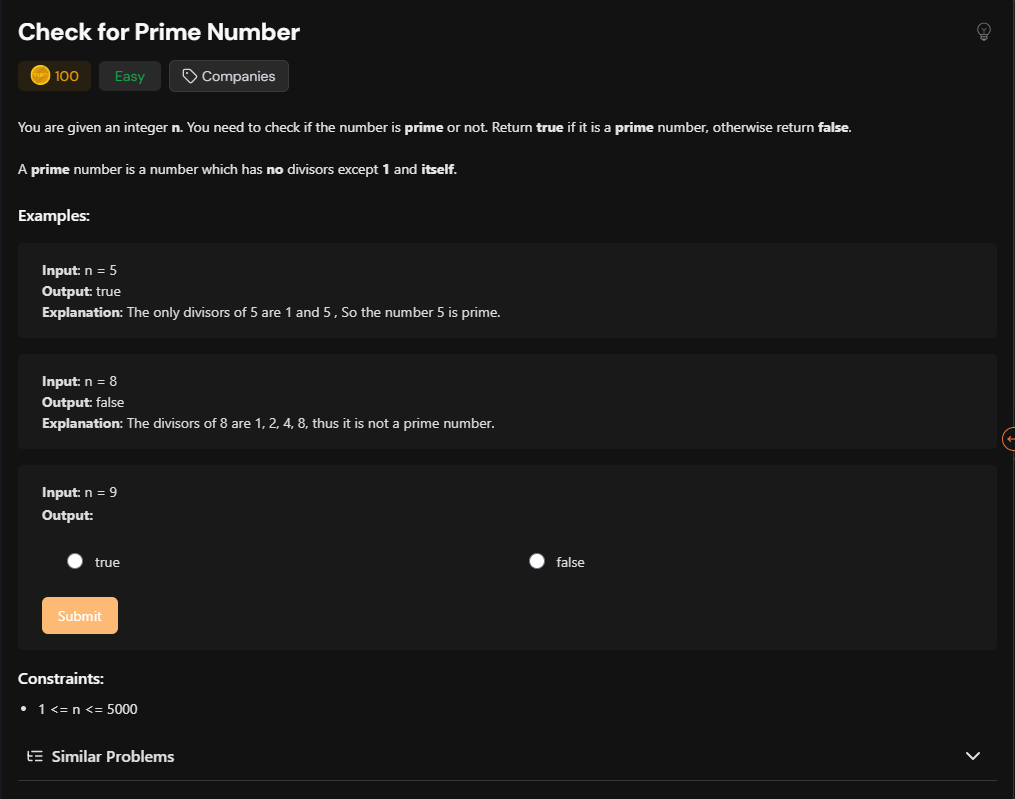 Check for Prime Number
100
Easy
Companies
You are given an integer n. You need to check if the number is prime or not. Return true if it is a prime number, otherwise return false.
A prime number is a number which has no divisors except 1 and itself.
Examples:
Input: n = 5
Output: true
Explanation: The only divisors of 5 are 1 and 5 , So the number 5 is prime.
Input: n = 8
Output: false
Explanation: The divisors of 8 are 1, 2, 4, 8, thus it is not a prime number.
Input: n = 9
Output:
true
false
Submit
Constraints:
• 1 <= n <= 5000
Similar Problems